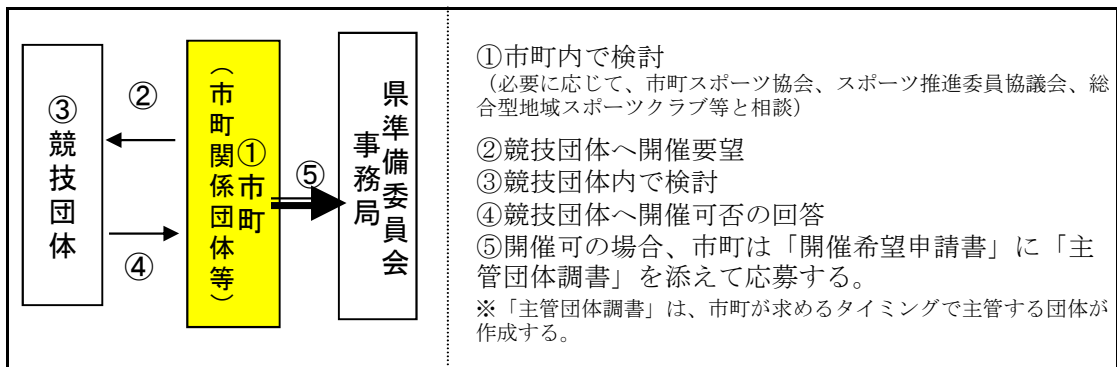 ②
④
③競技団体
①市町
（市町関係団体等）
⑤
県準備委員会
事務局
①市町内で検討
（必要に応じて、市町スポーツ協会、スポーツ推進委員協議会、総
合型地域スポーツクラブ等と相談）
②競技団体へ開催要望
③競技団体内で検討
④競技団体へ開催可否の回答
⑤開催可の場合、市町は「開催希望申請書」に「主
管団体調書」を添えて応募する。
※「主管団体調書」は、市町が求めるタイミングで主管する団体が
作成する。